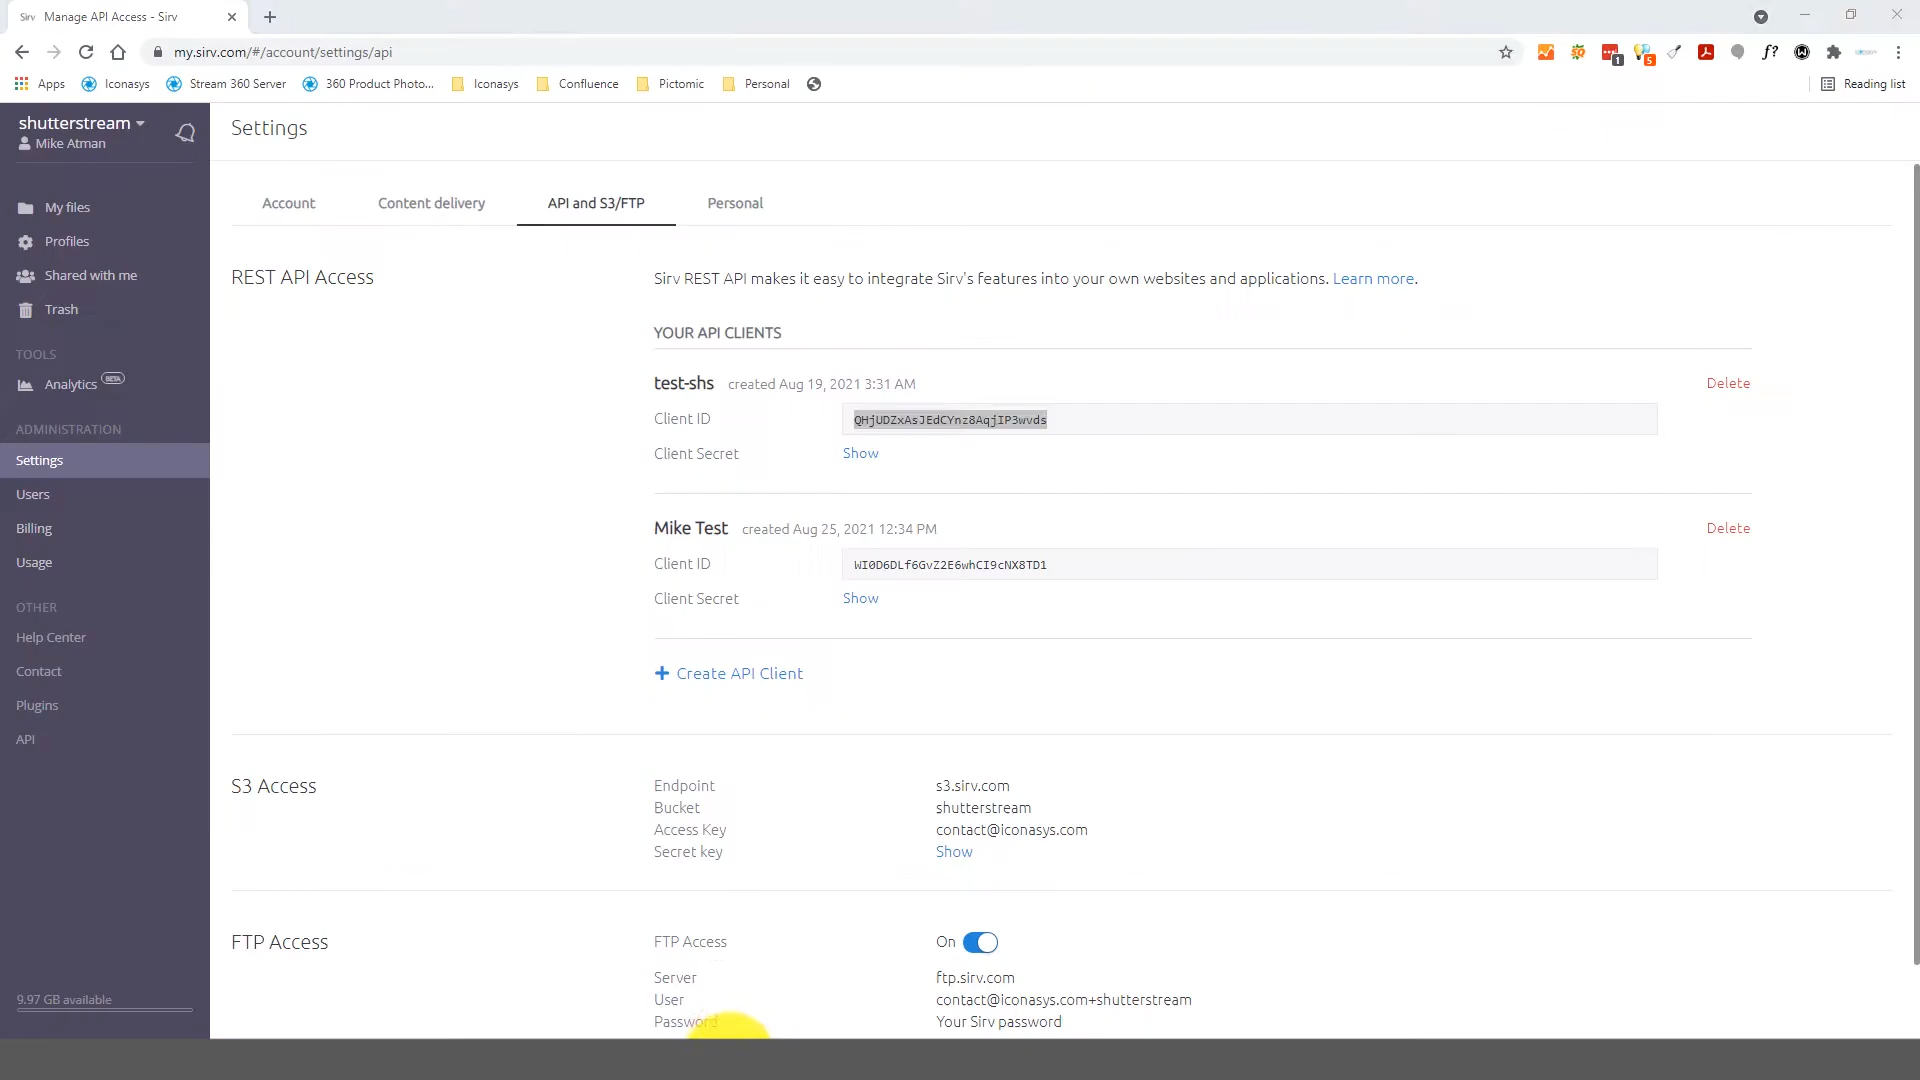 Sirv Manage API Access - Sirv
my.sirv.com/#/account/settings/api
1
5
f?
Apps Iconasys Stream 360 Server 360 Product Photo... Iconasys Confluence Pictomic Personal Reading list
shutterstream
Mike Atman
My files
Profiles
Shared with me
Trash
TOOLS
Analytics BETA
ADMINISTRATION
Settings
Users
Billing
Usage
OTHER
Help Center
Contact
Plugins
API
9.97 GB available
Settings
Account Content delivery API and S3/FTP Personal
REST API Access
Sirv REST API makes it easy to integrate Sirv's features into your own websites and applications. Learn more.
YOUR API CLIENTS
test-shs created Aug 19, 2021 3:31 AM Delete
Client ID QHjUDZxAsJEdCYnz8AqjIP3wvds
Client Secret Show
Mike Test created Aug 25, 2021 12:34 PM Delete
Client ID WI0D6DLf6GvZ2E6whCI9cNX8TD1
Client Secret Show
+ Create API Client
S3 Access
Endpoint s3.sirv.com
Bucket shutterstream
Access Key contact@iconasys.com
Secret key Show
FTP Access
FTP Access On
Server ftp.sirv.com
User contact@iconasys.com+shutterstream
Password Your Sirv password